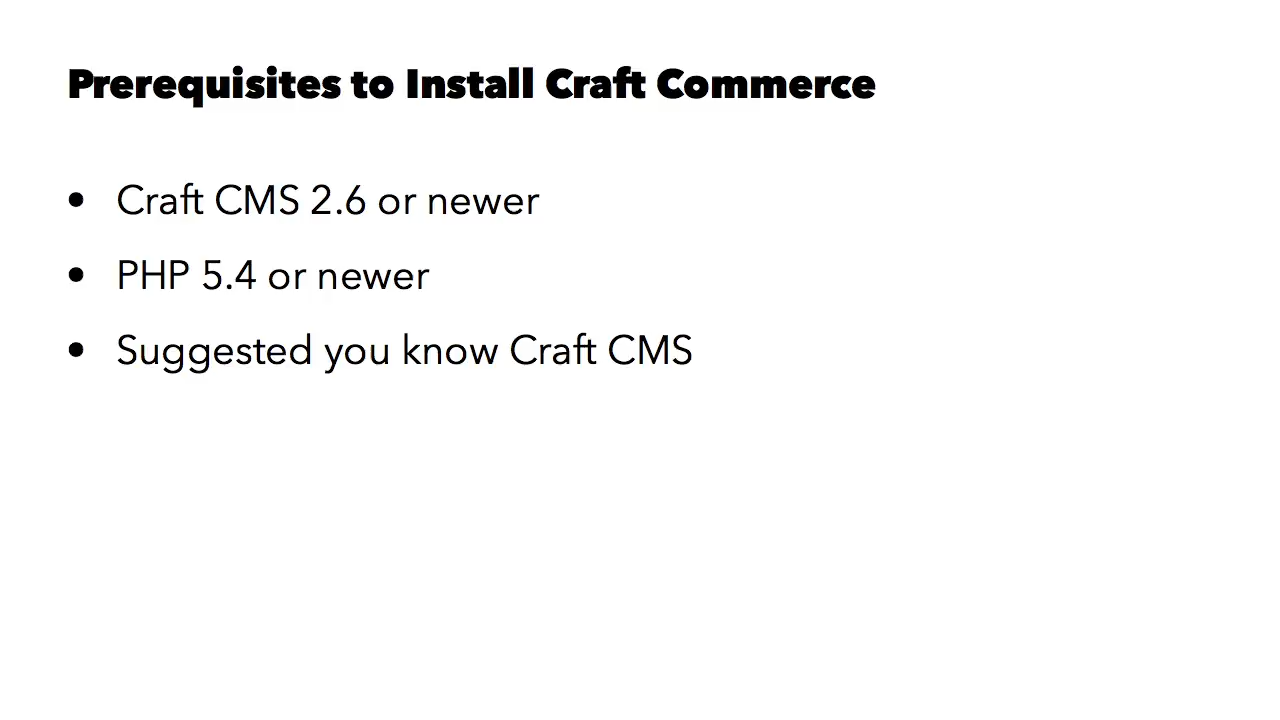 Prerequisites to Install Craft Commerce
• Craft CMS 2.6 or newer
• PHP 5.4 or newer
• Suggested you know Craft CMS